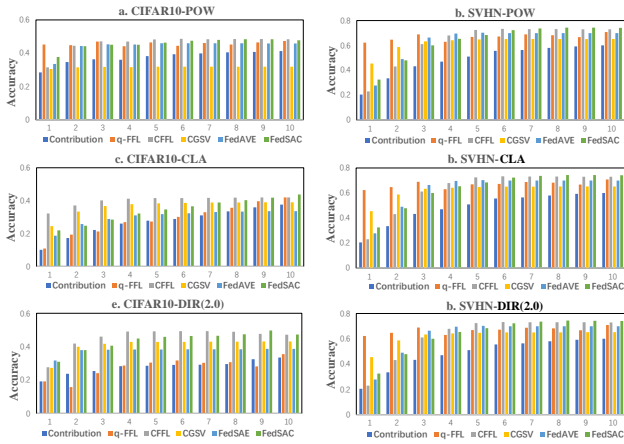 a. CIFAR10-POW
0.6
0.4
0.2
0
Accuracy
1 2 3 4 5 6 7 8 9 10
Contribution q-FFL CFFL CGSV FedAVE FedSAC
b. SVHN-POW
0.8
0.6
0.4
0.2
0
Accuracy
1 2 3 4 5 6 7 8 9 10
Contribution q-FFL CFFL CGSV FedAVE FedSAC
c. CIFAR10-CLA
0.6
0.4
0.2
0
Accuracy
1 2 3 4 5 6 7 8 9 10
Contribution q-FFL CFFL CGSV FedAVE FedSAC
b. SVHN-CLA
0.8
0.6
0.4
0.2
0
Accuracy
1 2 3 4 5 6 7 8 9 10
Contribution q-FFL CFFL CGSV FedAVE FedSAC
e. CIFAR10-DIR(2.0)
0.6
0.4
0.2
0
Accuracy
1 2 3 4 5 6 7 8 9 10
Contribution q-FFL CFFL CGSV FedSAE FedSAC
b. SVHN-DIR(2.0)
0.8
0.6
0.4
0.2
0
Accuracy
1 2 3 4 5 6 7 8 9 10
Contribution q-FFL CFFL CGSV FedAVE FedSAC